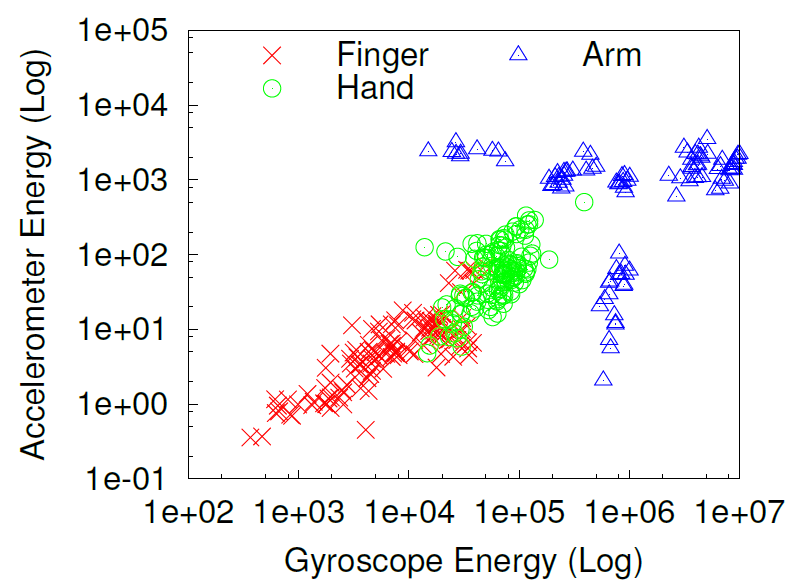 1e+05
1e+04
1e+03
1e+02
1e+01
1e+00
1e-01
Accelerometer Energy (Log)
Finger
Arm
Hand
1e+02 1e+03 1e+04 1e+05 1e+06 1e+07
Gyroscope Energy (Log)